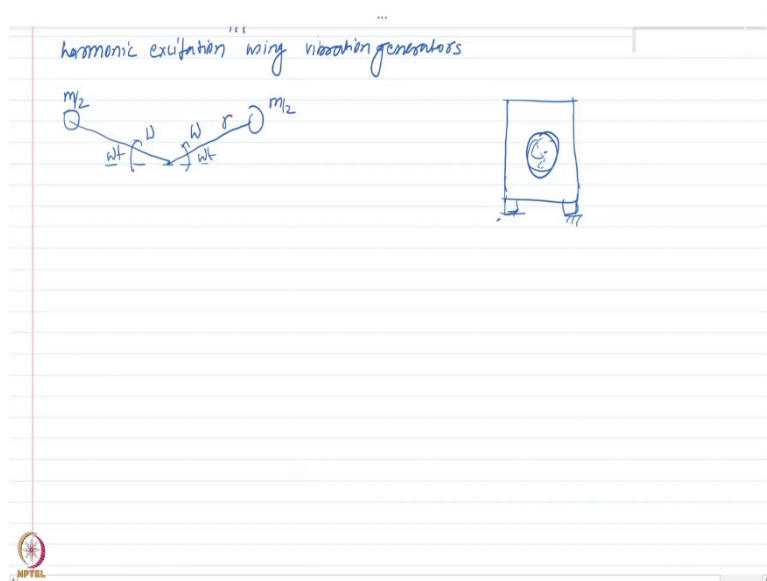 harmonic excitation using vibration generators
m/2
m/2
ω
ω
r
ωt
ωt
NPTEL